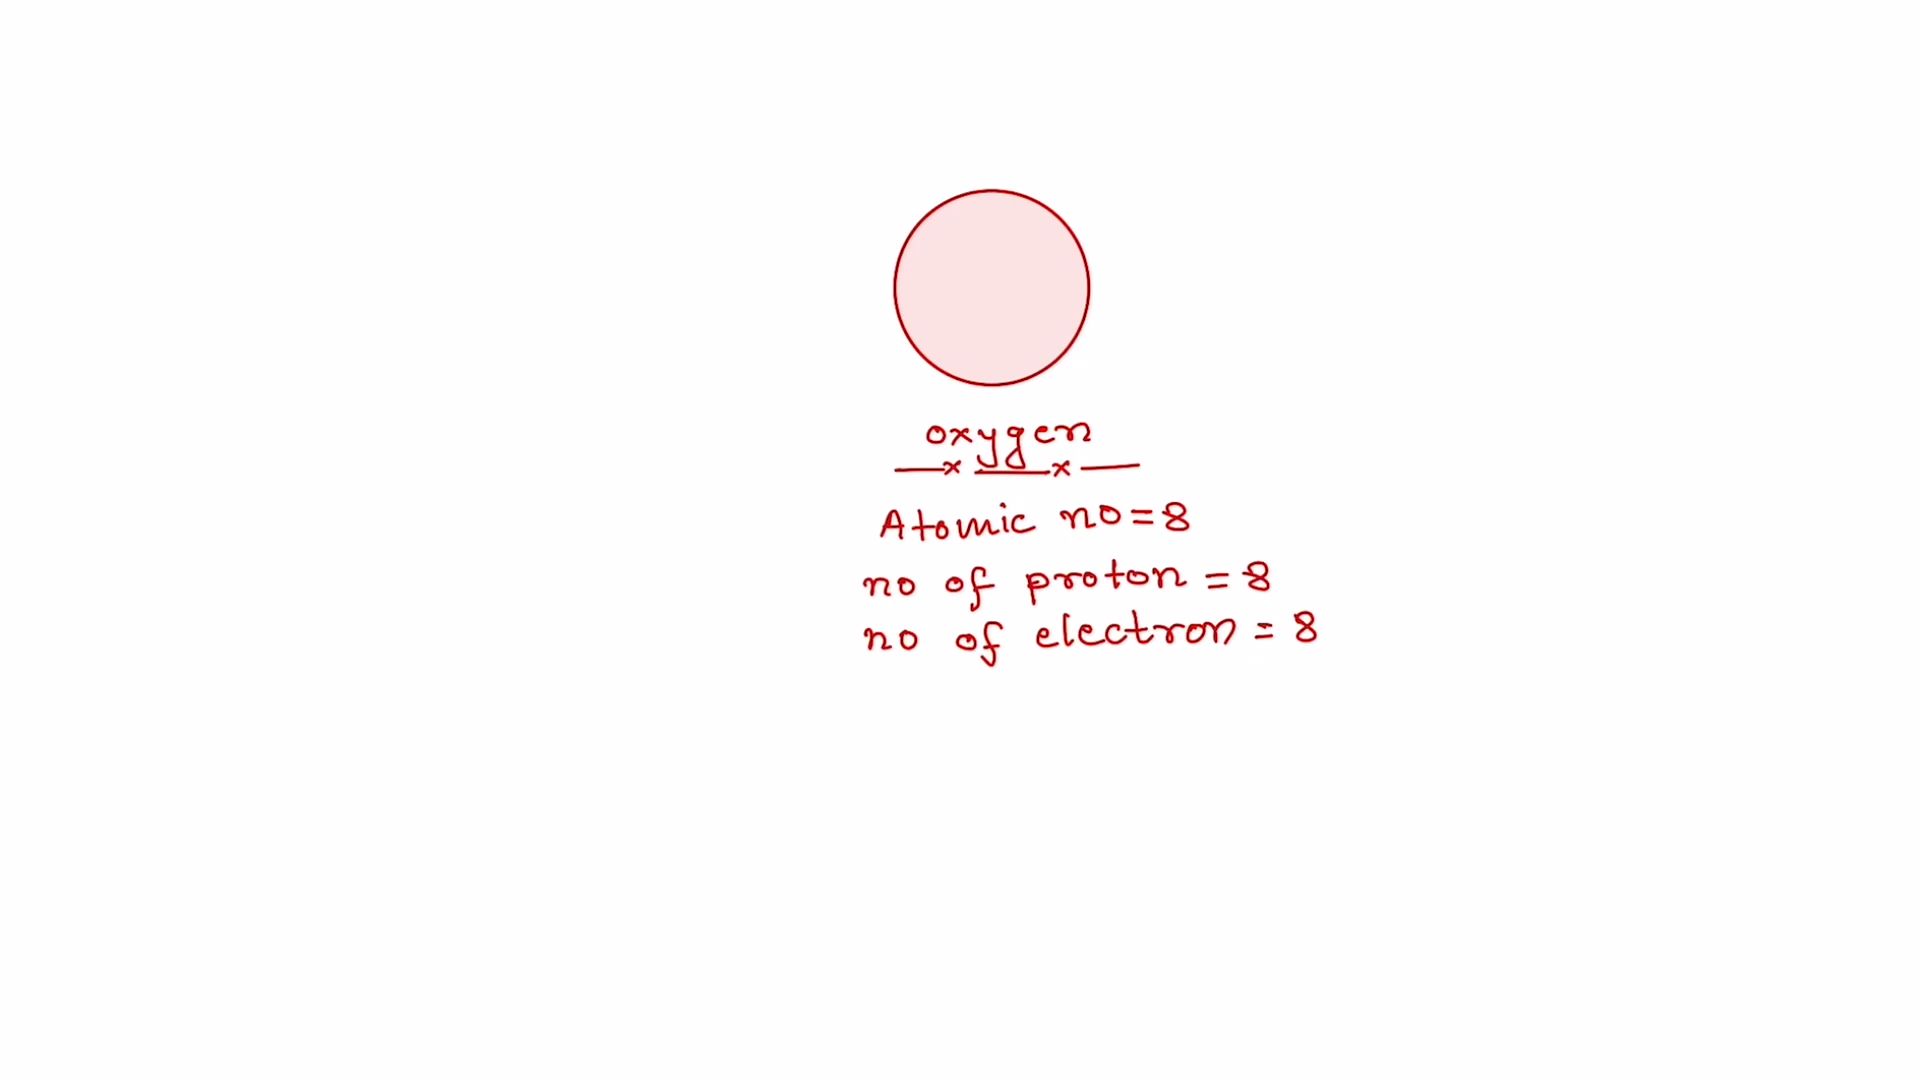 oxygen
Atomic no=8
no of proton = 8
no of electron = 8